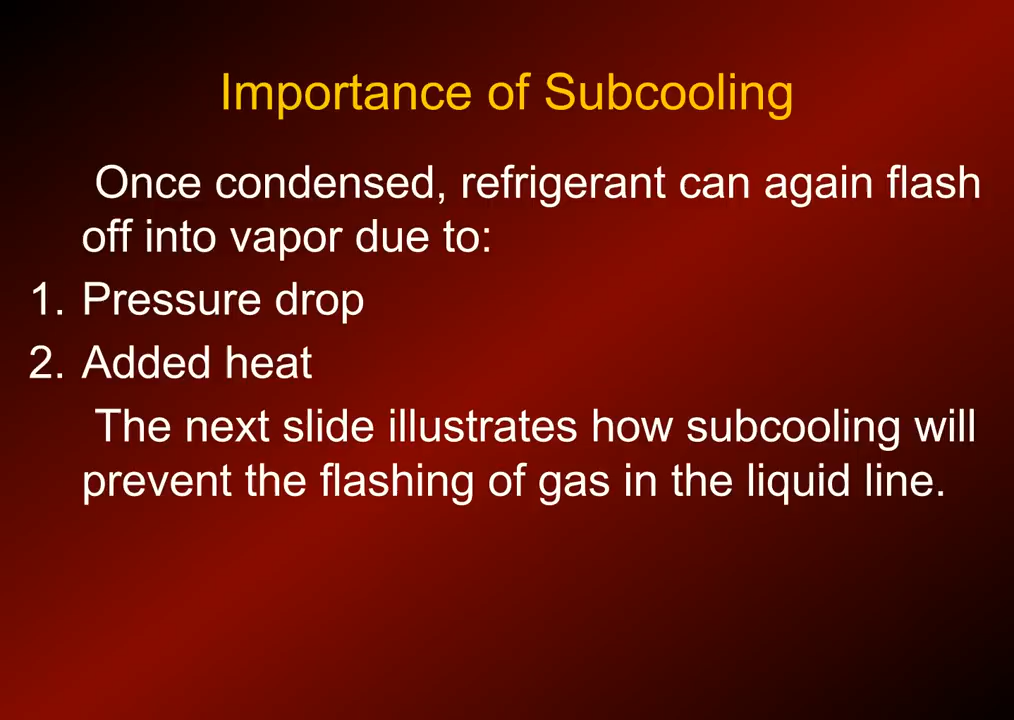 Importance of Subcooling
Once condensed, refrigerant can again flash
off into vapor due to:
1. Pressure drop
2. Added heat
The next slide illustrates how subcooling will
prevent the flashing of gas in the liquid line.